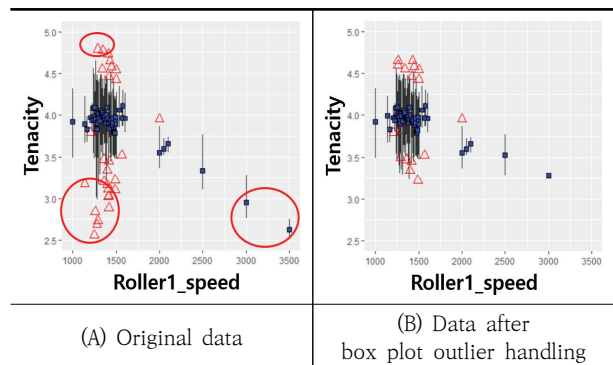 5.0
4.5
4.0
3.5
3.0
2.5
Tenacity
1000 1500 2000 2500 3000 3500
Roller1_speed
(A) Original data
5.0
4.5
4.0
3.5
3.0
2.5
Tenacity
1000 1500 2000 2500 3000 3500
Roller1_speed
(B) Data after
box plot outlier handling